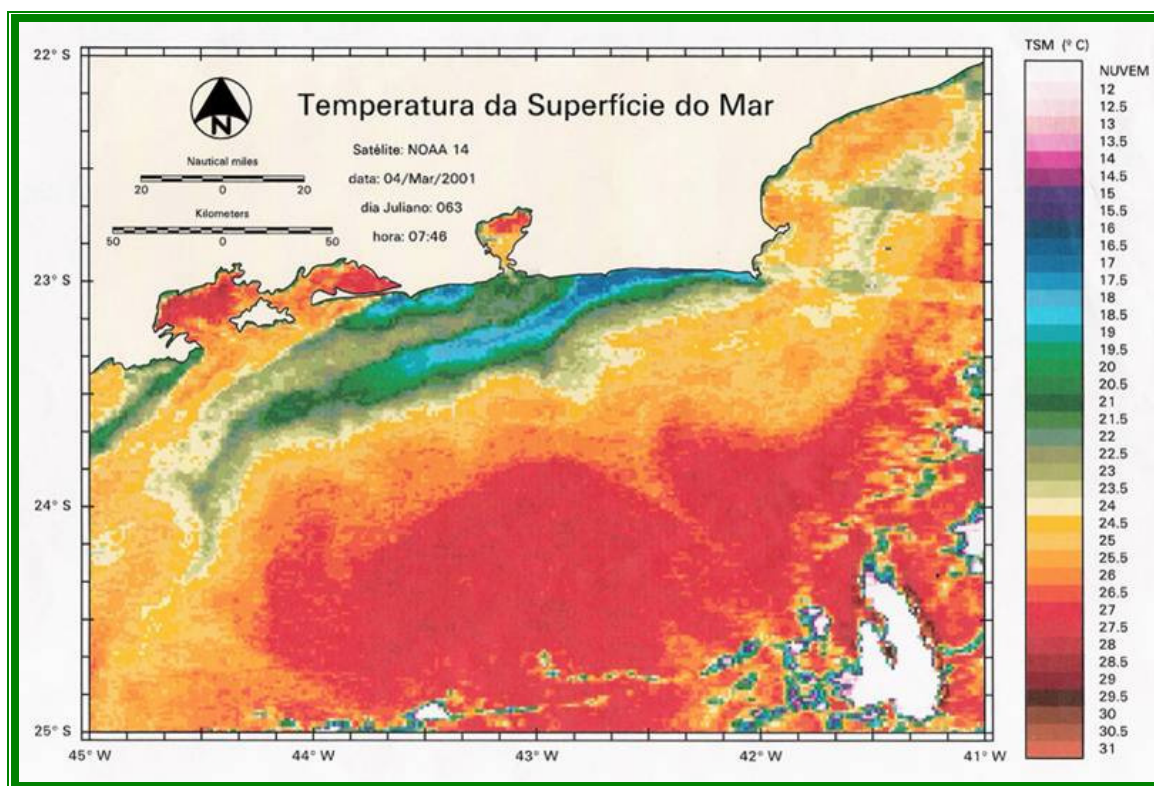 Temperatura da Superfície do Mar
N
Satélite: NOAA 14
data: 04/Mar/2001
dia Juliano: 063
hora: 07:46
Nautical miles
20 0 20
Kilometers
50 0 50
22° S
23° S
24° S
25° S
45° W 44° W 43° W 42° W 41° W
TSM (° C)
NUVEM
12
12.5
13
13.5
14
14.5
15
15.5
16
16.5
17
17.5
18
18.5
19
19.5
20
20.5
21
21.5
22
22.5
23
23.5
24
24.5
25
25.5
26
26.5
27
27.5
28
28.5
29
29.5
30
30.5
31